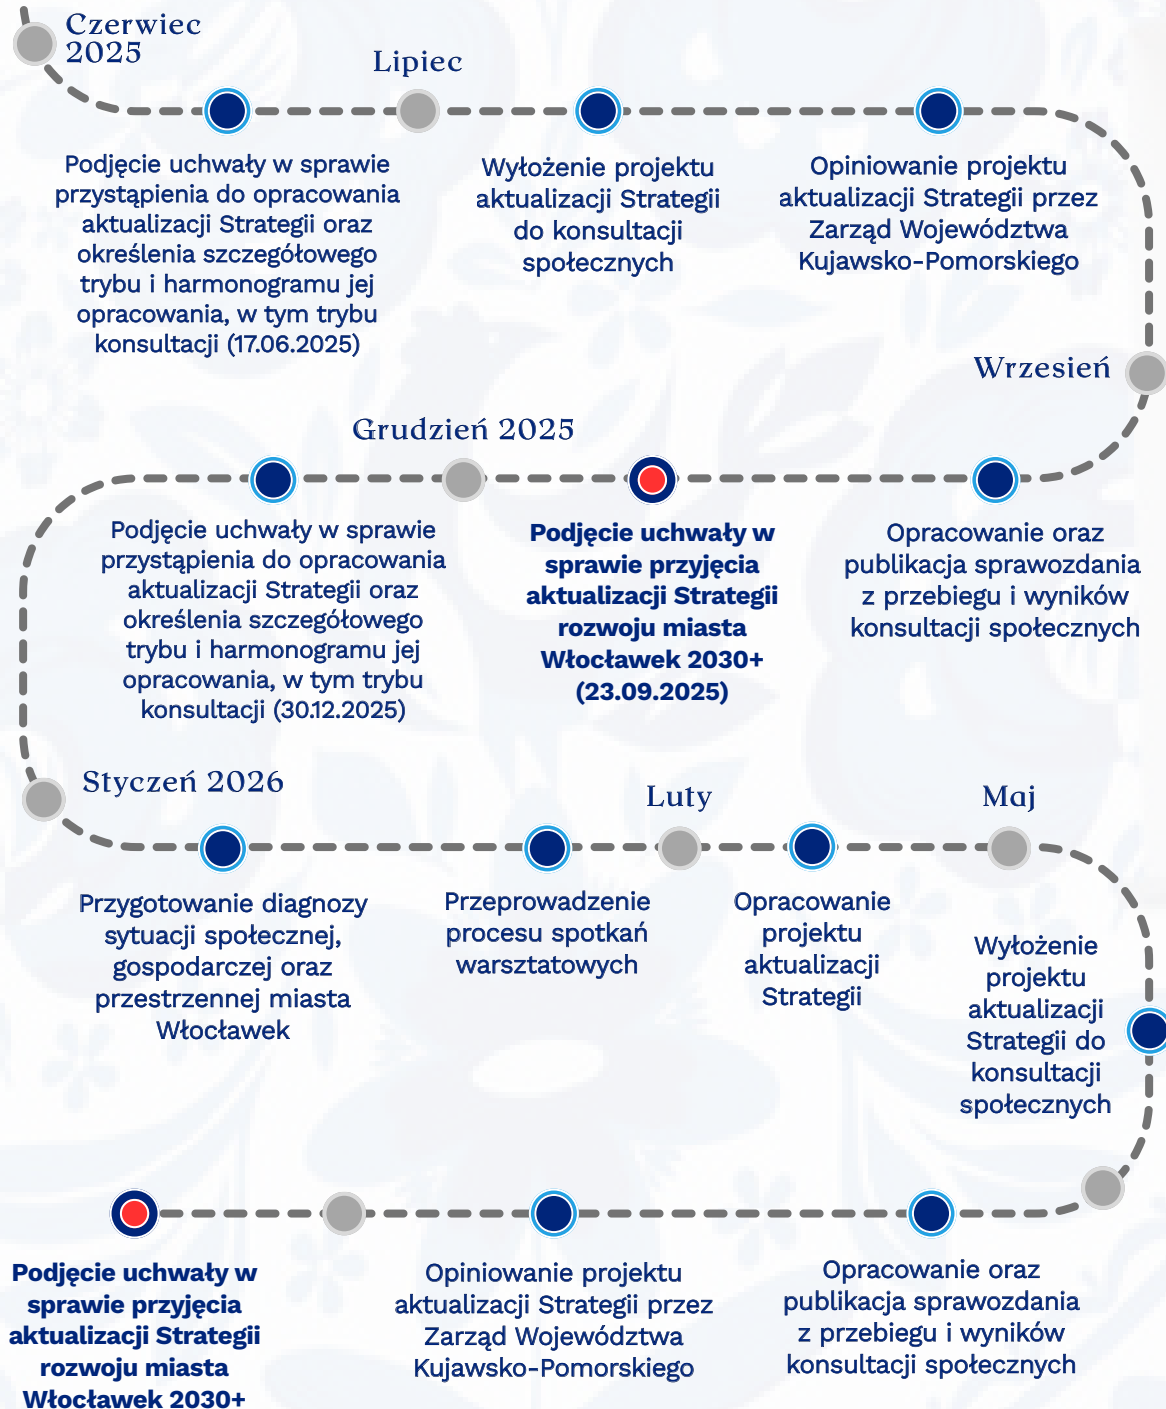 Czerwiec
2025
Podjęcie uchwały w sprawie
przystąpienia do opracowania
aktualizacji Strategii oraz
określenia szczegółowego
trybu i harmonogramu jej
opracowania, w tym trybu
konsultacji (17.06.2025)
Lipiec
Wyłożenie projektu
aktualizacji Strategii
do konsultacji
społecznych
Opiniowanie projektu
aktualizacji Strategii przez
Zarząd Województwa
Kujawsko-Pomorskiego
Wrzesień
Opracowanie oraz
publikacja sprawozdania
z przebiegu i wyników
konsultacji społecznych
Podjęcie uchwały w
sprawie przyjęcia
aktualizacji Strategii
rozwoju miasta
Włocławek 2030+
(23.09.2025)
Grudzień 2025
Podjęcie uchwały w sprawie
przystąpienia do opracowania
aktualizacji Strategii oraz
określenia szczegółowego
trybu i harmonogramu jej
opracowania, w tym trybu
konsultacji (30.12.2025)
Styczeń 2026
Przygotowanie diagnozy
sytuacji społecznej,
gospodarczej oraz
przestrzennej miasta
Włocławek
Przeprowadzenie
procesu spotkań
warsztatowych
Luty
Opracowanie
projektu
aktualizacji
Strategii
Maj
Wyłożenie
projektu
aktualizacji
Strategii do
konsultacji
społecznych
Opracowanie oraz
publikacja sprawozdania
z przebiegu i wyników
konsultacji społecznych
Opiniowanie projektu
aktualizacji Strategii przez
Zarząd Województwa
Kujawsko-Pomorskiego
Podjęcie uchwały w
sprawie przyjęcia
aktualizacji Strategii
rozwoju miasta
Włocławek 2030+